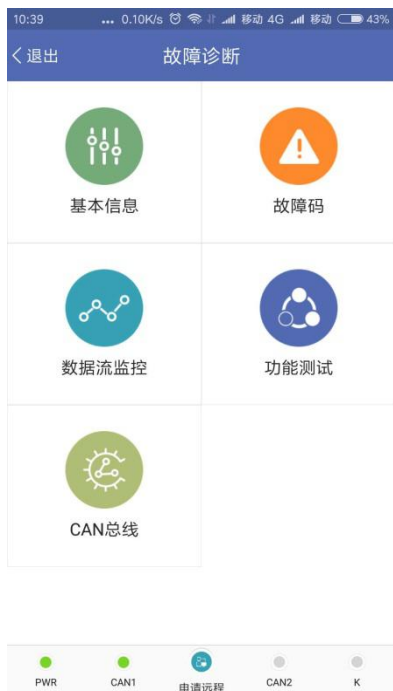 10:39 ... 0.10K/s 移动 4G 移动 43%
退出 故障诊断
基本信息 故障码
数据流监控 功能测试
CAN总线
PWR CAN1 申请远程 CAN2 K